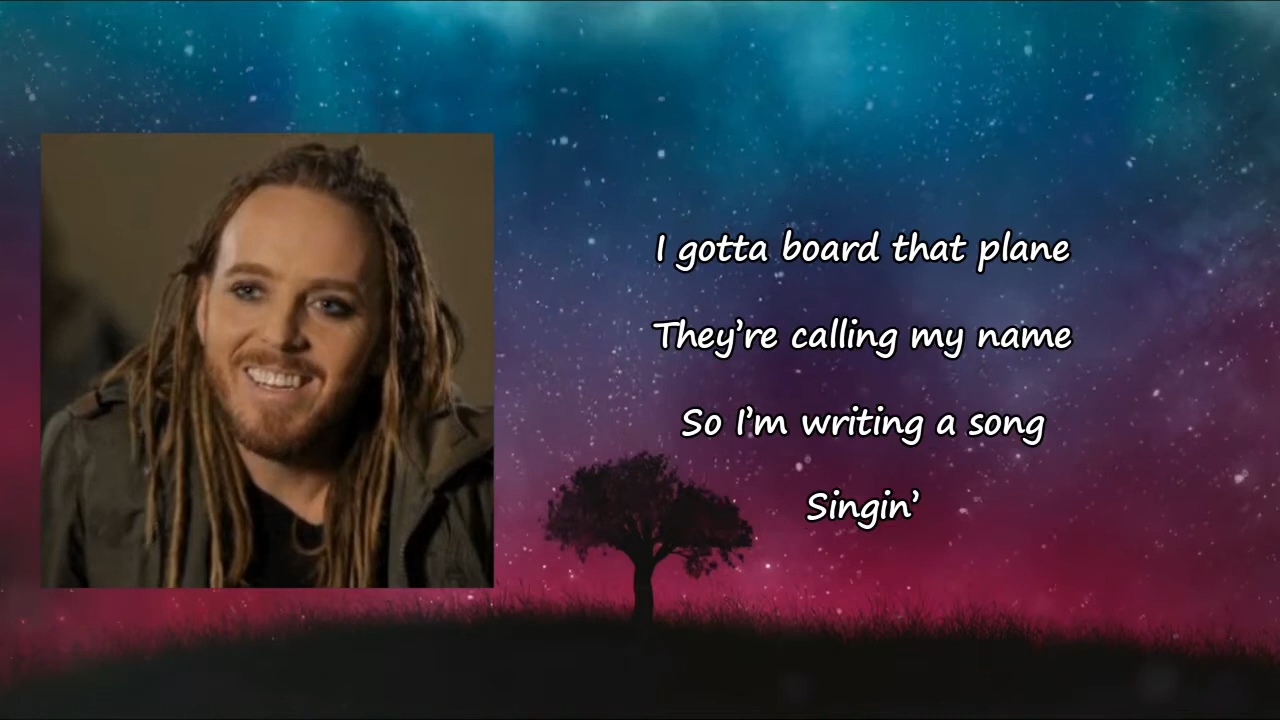 I gotta board that plane
They’re calling my name
So I’m writing a song
Singin’